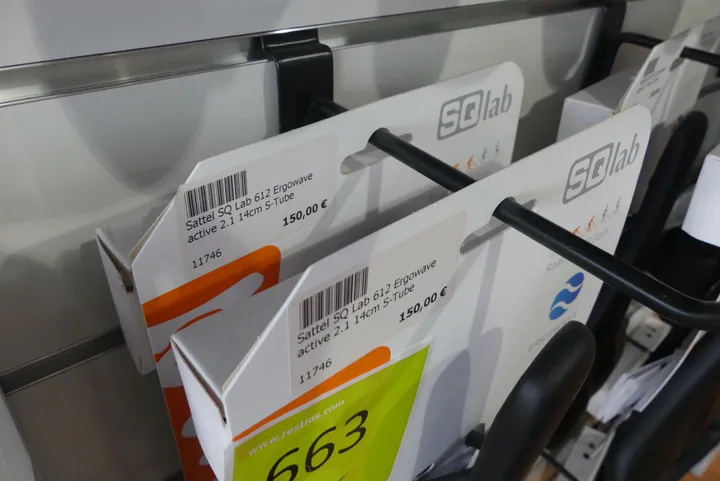 SQlab
Sattel SQ Lab 612 Ergowave
active 2.1 14cm S-Tube
150,00 €
11746
SQlab
Sattel SQ Lab 612 Ergowave
active 2.1 14cm S-Tube
150,00 €
11746
www.restlos.com
663